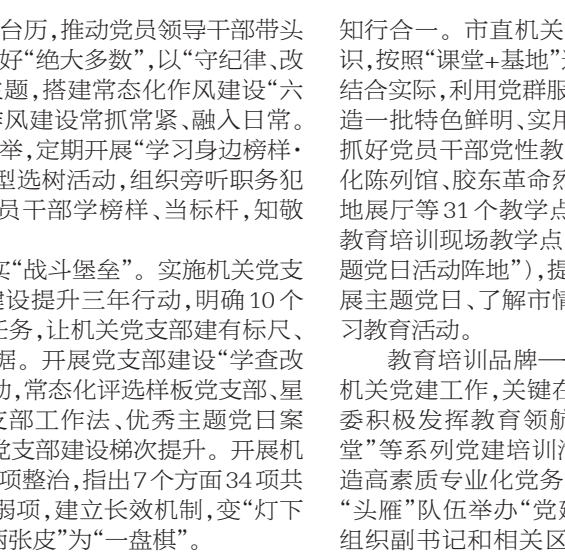 台历,推动党员领导干部带头
好“绝大多数”,以“守纪律、改
题,搭建常态化作风建设“六
作风建设常抓常紧、融入日常。
举,定期开展“学习身边榜样·
型选树活动,组织旁听职务犯
员干部学榜样、当标杆,知敬
实“战斗堡垒”。实施机关党支
建设提升三年行动,明确10个
任务,让机关党支部建有标尺、
据。开展党支部建设“学查改
动,常态化评选样板党支部、星
支部工作法、优秀主题党日案
党支部建设梯次提升。开展机
项整治,指出7个方面34项共
弱项,建立长效机制,变“灯下
两张皮”为“一盘棋”。
知行合一。市直机关
识,按照“课堂+基地”
结合实际,利用党群服
造一批特色鲜明、实用
抓好党员干部党性教
化陈列馆、胶东革命
地展厅等31个教学点
教育培训现场教学点
题党日活动阵地”),提
展主题党日、了解市情
习教育活动。
教育培训品牌—
机关党建工作,关键在
委积极发挥教育领航
堂”等系列党建培训
造高素质专业化党务
“头雁”队伍举办“党建
组织副书记和相关区